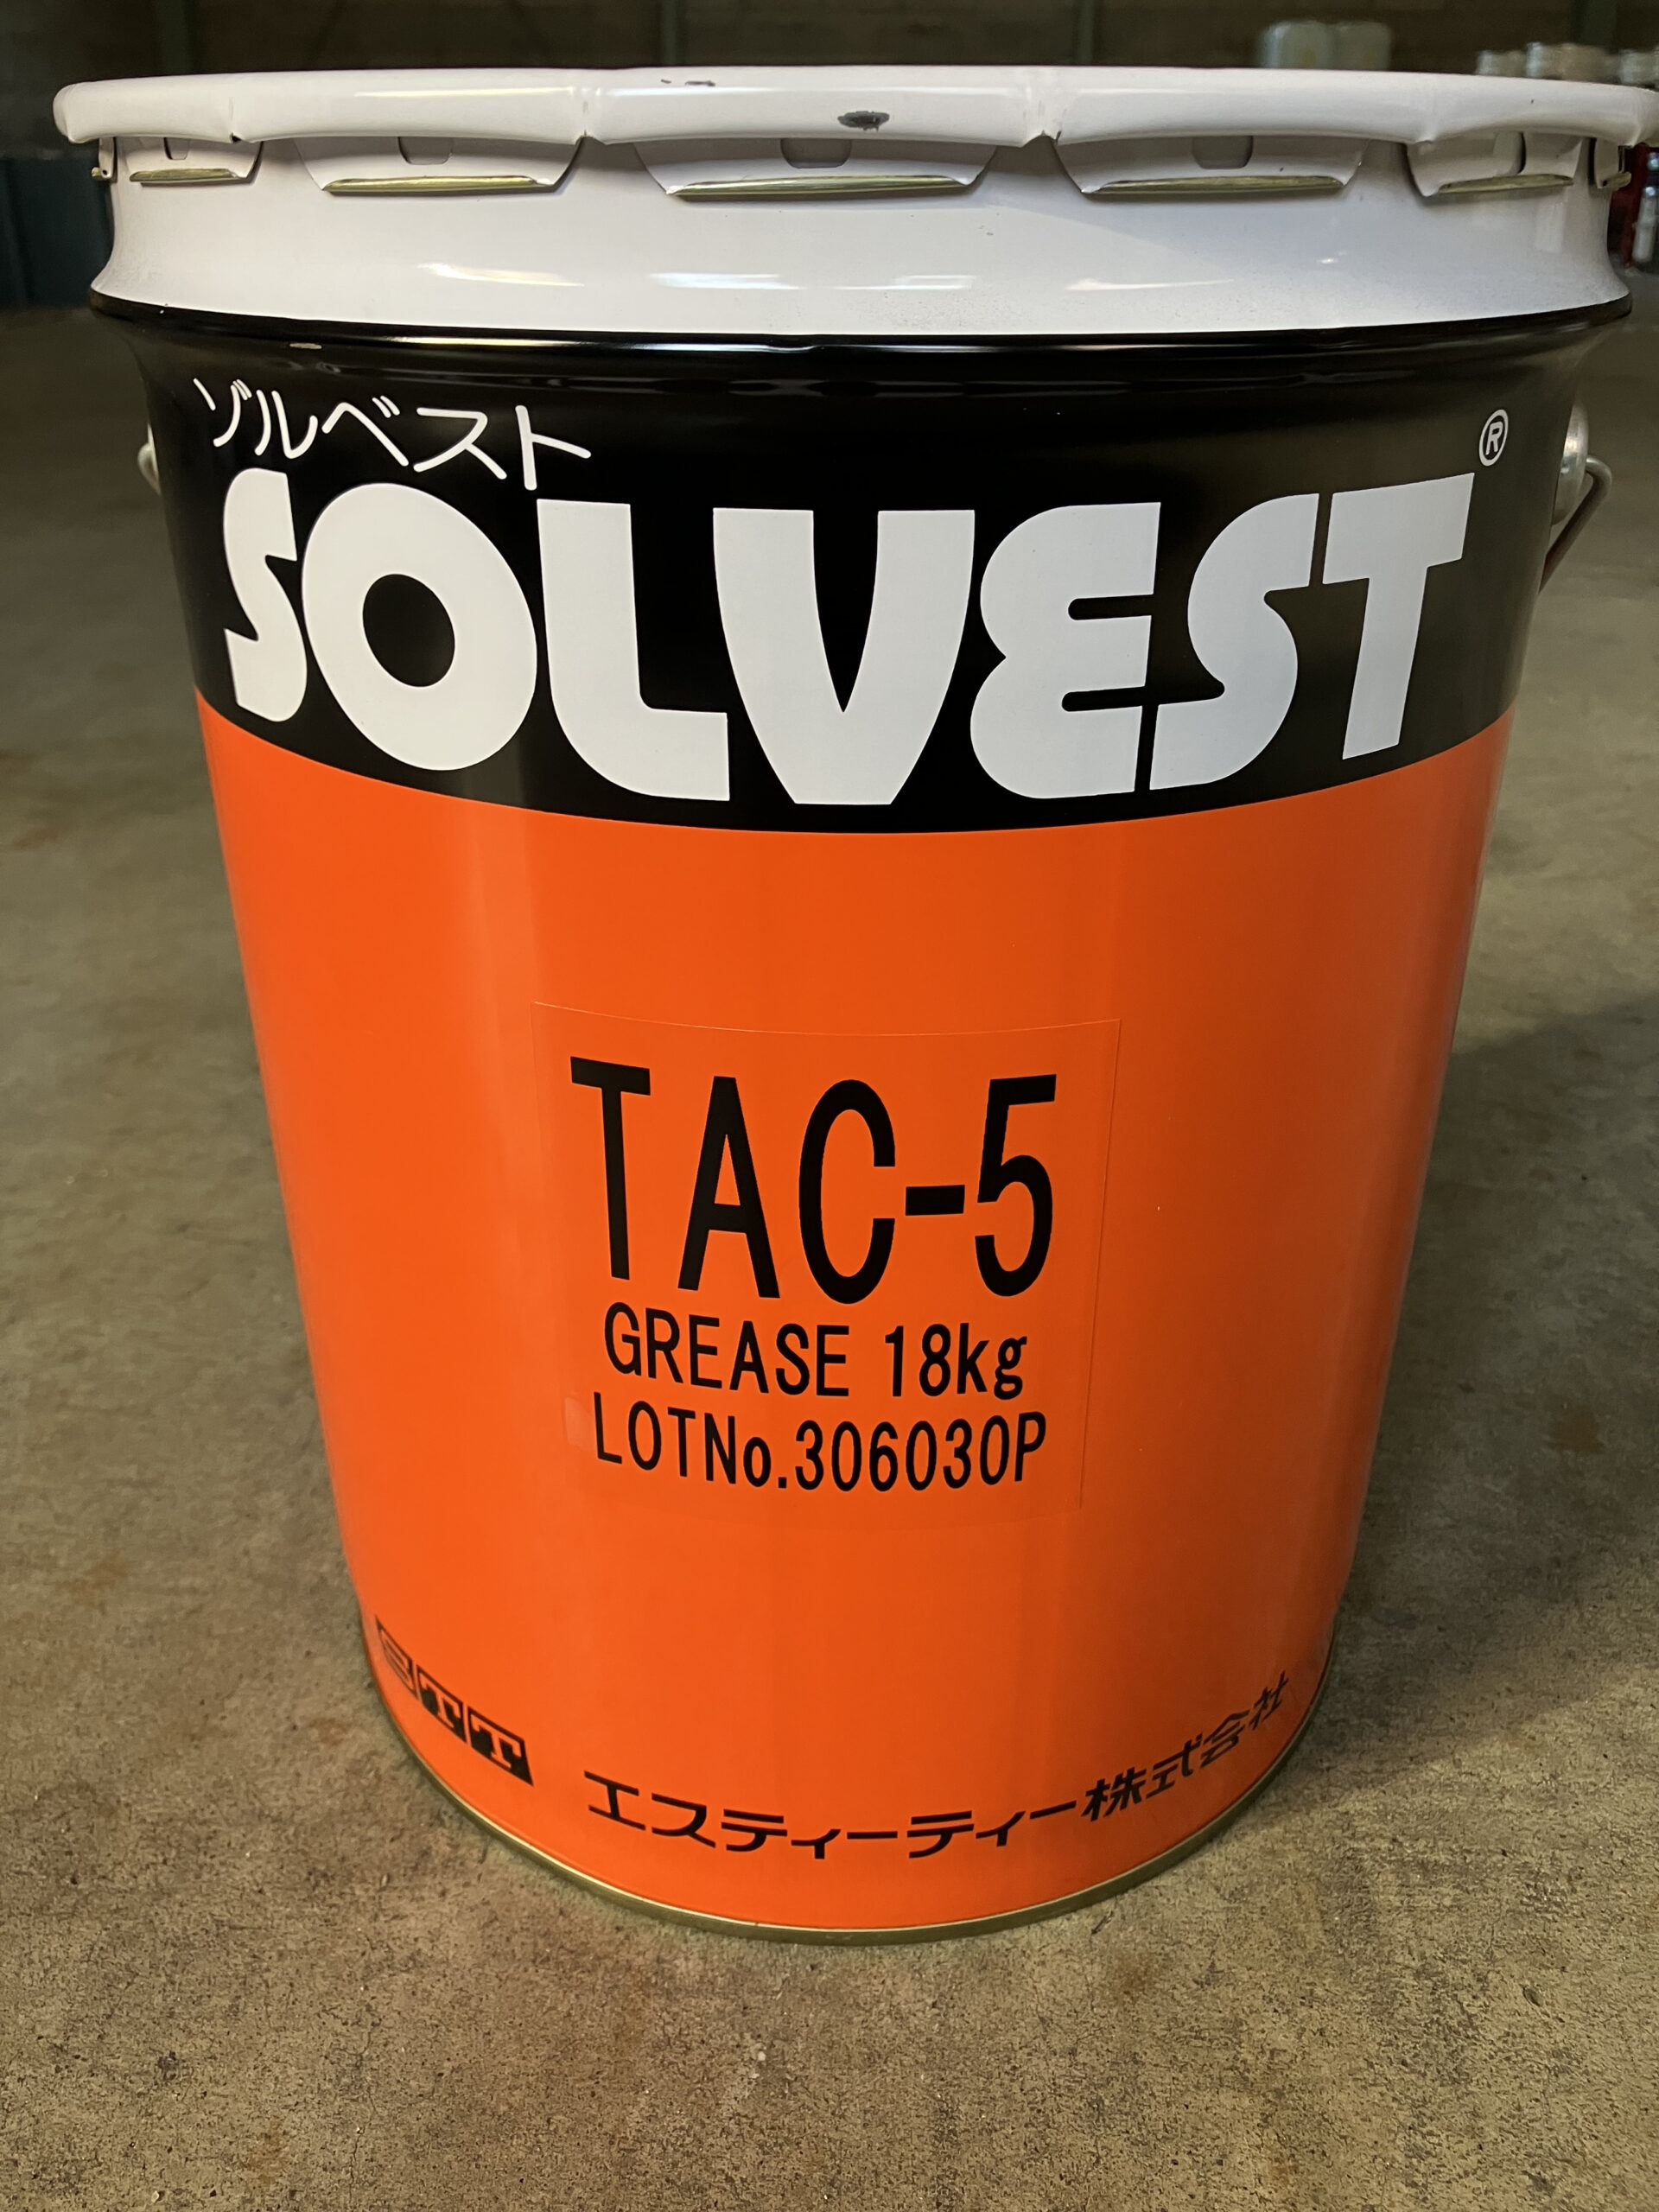 ゾルベスト
SOLVEST®
TAC-5
GREASE 18kg
LOTNo.306030P
STT エスティーティー株式会社